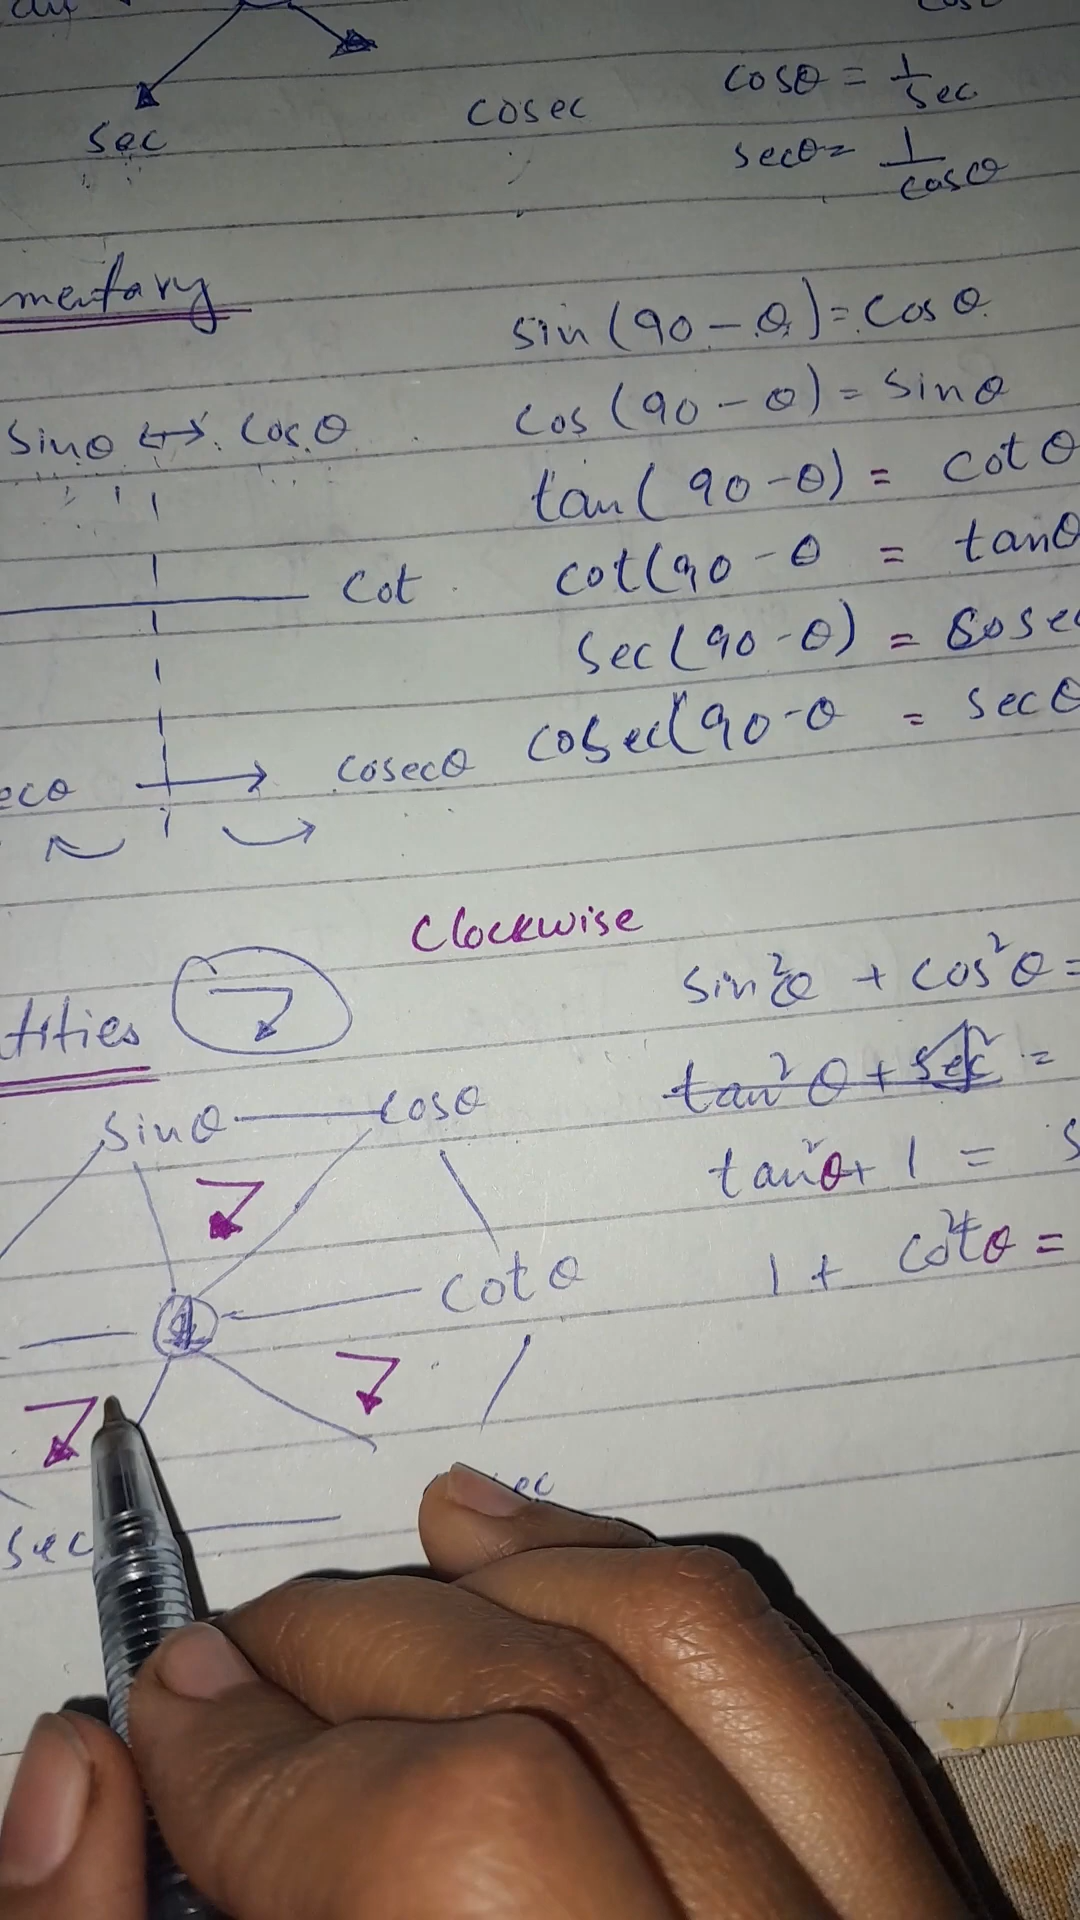 sec
cosec
cosθ = 1/sec
secθ = 1/cosθ
mentary
sin(90 - θ) = cosθ
sinθ ↔ cosθ
cos(90 - θ) = sinθ
tan(90 - θ) = cotθ
cot
cot(90 - θ = tanθ
sec(90 - θ) = cosec
ecθ → cosecθ
cosec(90 - θ = secθ
Clockwise
tities
sin²θ + cos²θ =
sinθ — cosθ
tan²θ + sec² =
tan²θ + 1 = s
cotθ
1 + cot²θ =
1
sec
ec